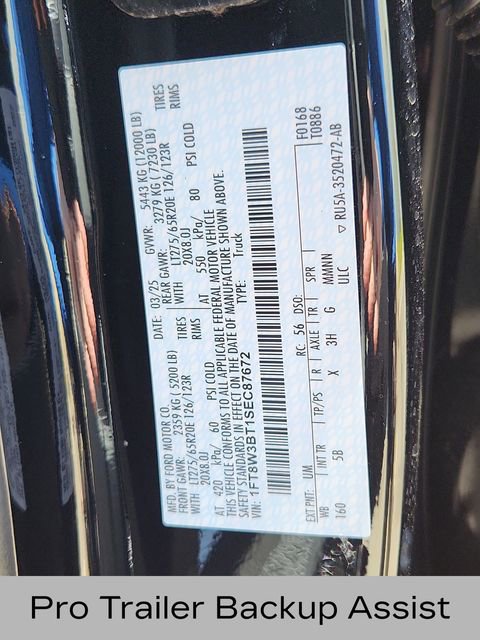 MFD. BY FORD MOTOR CO.
DATE: 03/25 GVWR: 5443 KG (12000 LB)
FRONT GAWR: 2359 KG ( 5200 LB) REAR GAWR: 3279 KG ( 7230 LB)
WITH LT275/65R20E 126/123R TIRES WITH LT275/65R20E 126/123R TIRES
20X8.0J RIMS 20X8.0J RIMS
AT 420 kPa/ 60 PSI COLD AT 550 kPa/ 80 PSI COLD
THIS VEHICLE CONFORMS TO ALL APPLICABLE FEDERAL MOTOR VEHICLE
SAFETY STANDARDS IN EFFECT ON THE DATE OF MANUFACTURE SHOWN ABOVE.
VIN: 1FT8W3BT1SEC87672
TYPE: Truck
F0168
T0886
EXT PNT: UM RC: 56 DSO:
WB INT TR TP/PS R AXLE TR SPR
160 5B X 3H G MMMNN
ULC
▽ RU5A-3520472-AB
Pro Trailer Backup Assist